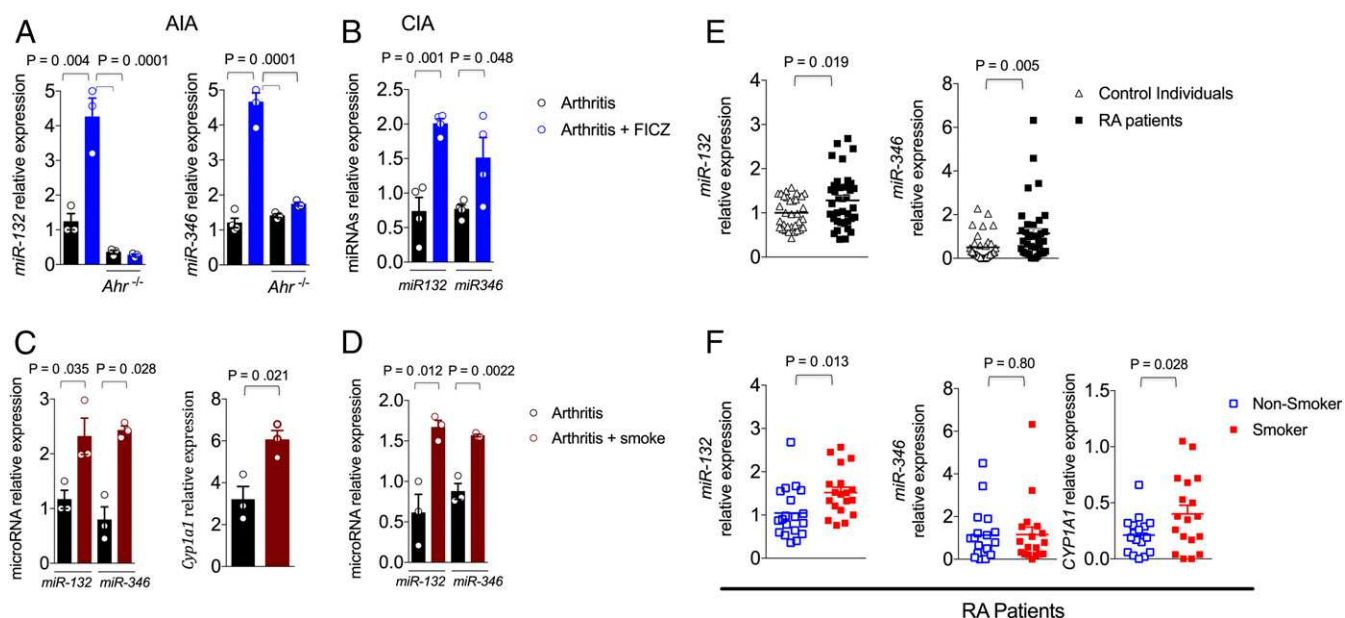 A
AIA
P = 0 .004
P = 0 .0001
miR-132 relative expression
5
4
3
2
1
0
Ahr -/-
P = 0 .0001
miR-346 relative expression
5
4
3
2
1
0
Ahr -/-
B
CIA
P = 0 .001
P = 0 .048
miRNAs relative expression
2.5
2.0
1.5
1.0
0.5
0.0
miR132
miR346
Arthritis
Arthritis + FICZ
C
P = 0 .035
P = 0 .028
microRNA relative expression
3
2
1
0
miR-132
miR-346
P = 0 .021
Cyp1a1 relative expression
8
6
4
2
0
D
P = 0 .012
P = 0 .0022
microRNA relative expression
2.0
1.5
1.0
0.5
0.0
miR-132
miR-346
Arthritis
Arthritis + smoke
E
P = 0 .019
miR-132
relative expression
4
3
2
1
0
P = 0 .005
miR-346
relative expression
8
6
4
2
0
Control Individuals
RA patients
F
P = 0 .013
miR-132
relative expression
4
3
2
1
0
P = 0.80
miR-346
relative expression
8
6
4
2
0
P = 0.028
CYP1A1 relative expression
1.5
1.0
0.5
0.0
Non-Smoker
Smoker
RA Patients